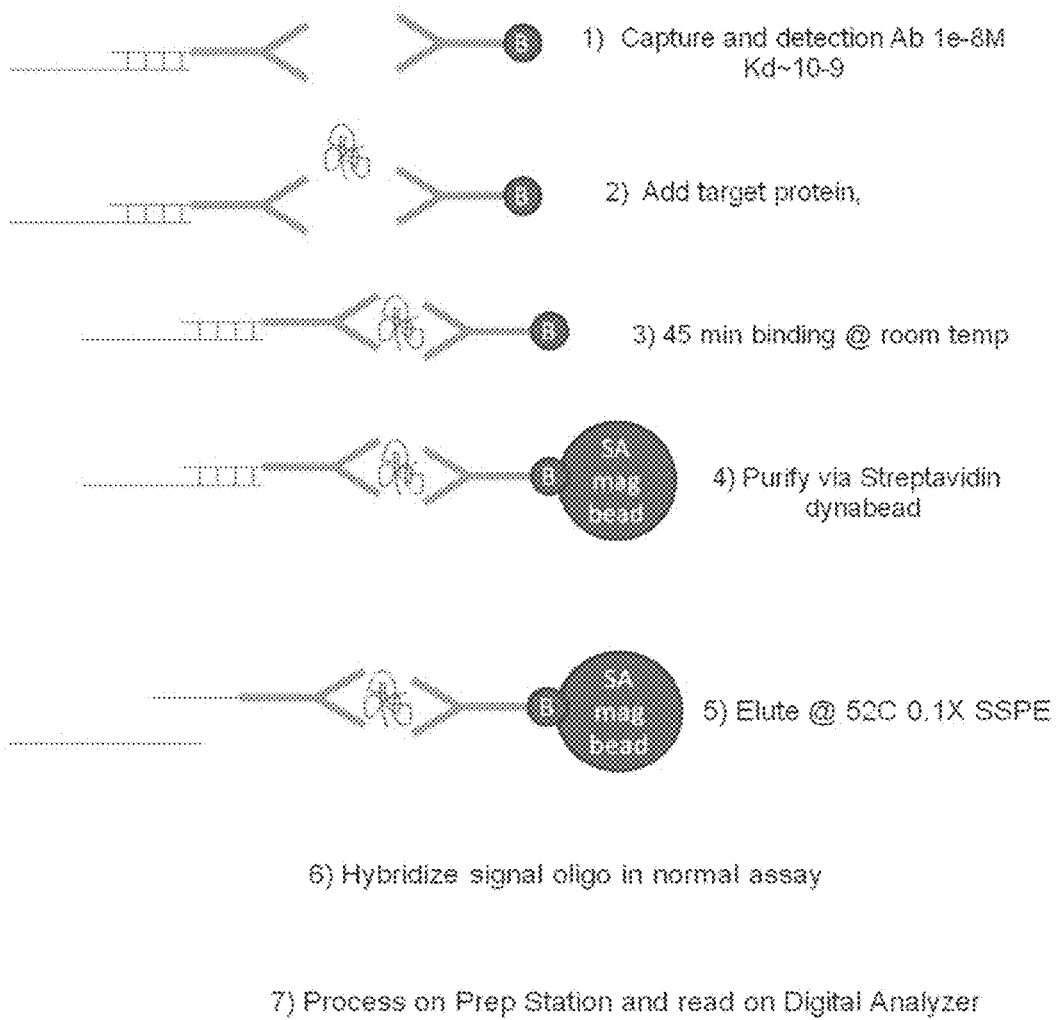 B
1) Capture and detection Ab 1e-8M
Kd~10-9
B
2) Add target protein,
B
3) 45 min binding @ room temp
SA
B mag
bead
4) Purify via Streptavidin
dynabead
SA
B mag
bead
5) Elute @ 52C 0.1X SSPE
6) Hybridize signal oligo in normal assay
7) Process on Prep Station and read on Digital Analyzer